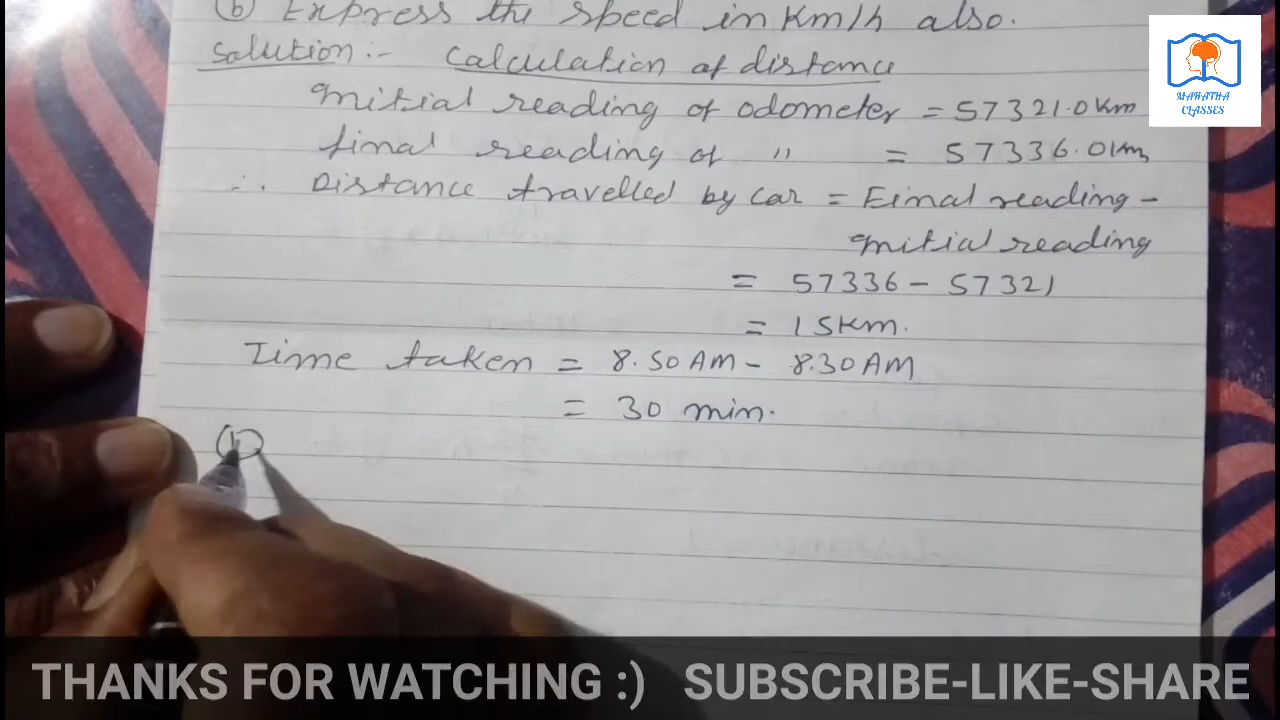 (b) Express the speed in Km/h also.
Solution :- Calculation of distance
Initial reading of odometer = 57321.0 Km
final reading of " = 57336.0 Km
∴ Distance travelled by Car = Final reading -
Initial reading
= 57336 - 57321
= 15 Km.
Time taken = 8.50 AM - 8.30 AM
= 30 min.
MAHATHA
CLASSES
THANKS FOR WATCHING :) SUBSCRIBE-LIKE-SHARE